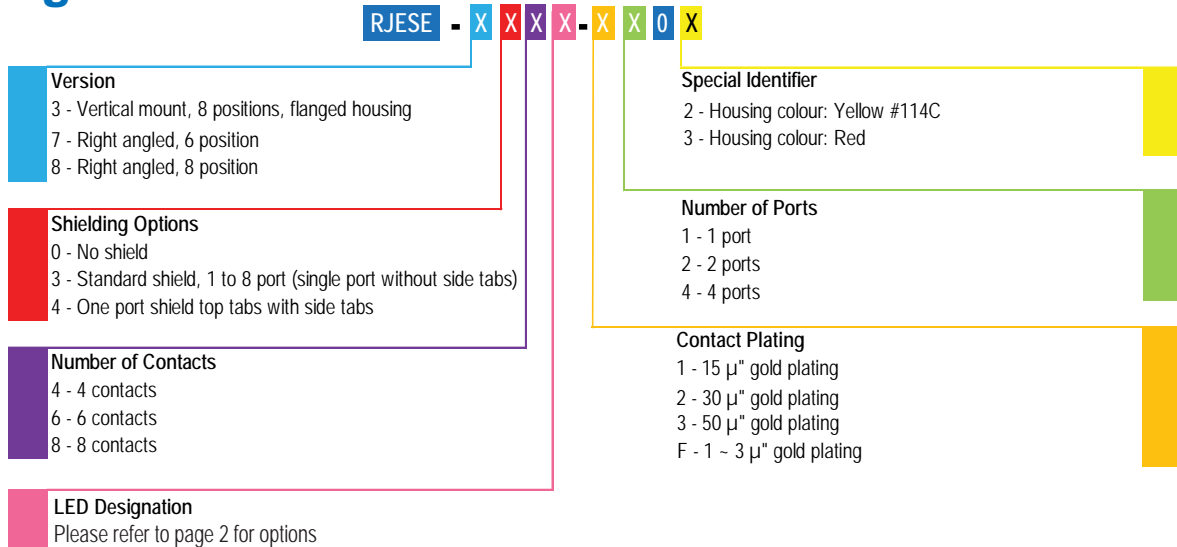 RJESE - X X X X - X X 0 X
Version
3 - Vertical mount, 8 positions, flanged housing
7 - Right angled, 6 position
8 - Right angled, 8 position
Shielding Options
0 - No shield
3 - Standard shield, 1 to 8 port (single port without side tabs)
4 - One port shield top tabs with side tabs
Number of Contacts
4 - 4 contacts
6 - 6 contacts
8 - 8 contacts
LED Designation
Please refer to page 2 for options
Special Identifier
2 - Housing colour: Yellow #114C
3 - Housing colour: Red
Number of Ports
1 - 1 port
2 - 2 ports
4 - 4 ports
Contact Plating
1 - 15 µ" gold plating
2 - 30 µ" gold plating
3 - 50 µ" gold plating
F - 1 ~ 3 µ" gold plating